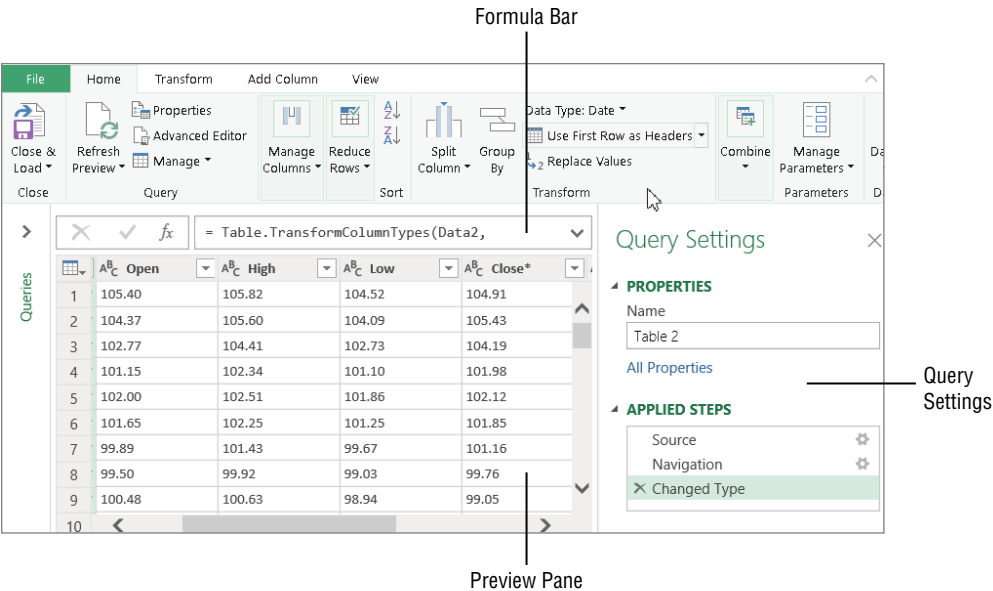 Formula Bar
File Home Transform Add Column View
Properties
Advanced Editor
Manage
Close & Load
Refresh Preview
Manage Columns
Reduce Rows
Split Column
Group By
Data Type: Date
Use First Row as Headers
Replace Values
Combine
Manage Parameters
Da
Close Query Sort Transform Parameters D
fx = Table.TransformColumnTypes(Data2,
Queries
ABC Open ABC High ABC Low ABC Close*
1 105.40 105.82 104.52 104.91
2 104.37 105.60 104.09 105.43
3 102.77 104.41 102.73 104.19
4 101.15 102.34 101.10 101.98
5 102.00 102.51 101.86 102.12
6 101.65 102.25 101.25 101.85
7 99.89 101.43 99.67 101.16
8 99.50 99.92 99.03 99.76
9 100.48 100.63 98.94 99.05
10
Query Settings
PROPERTIES
Name
Table 2
All Properties
APPLIED STEPS
Source
Navigation
Changed Type
Query
Settings
Preview Pane